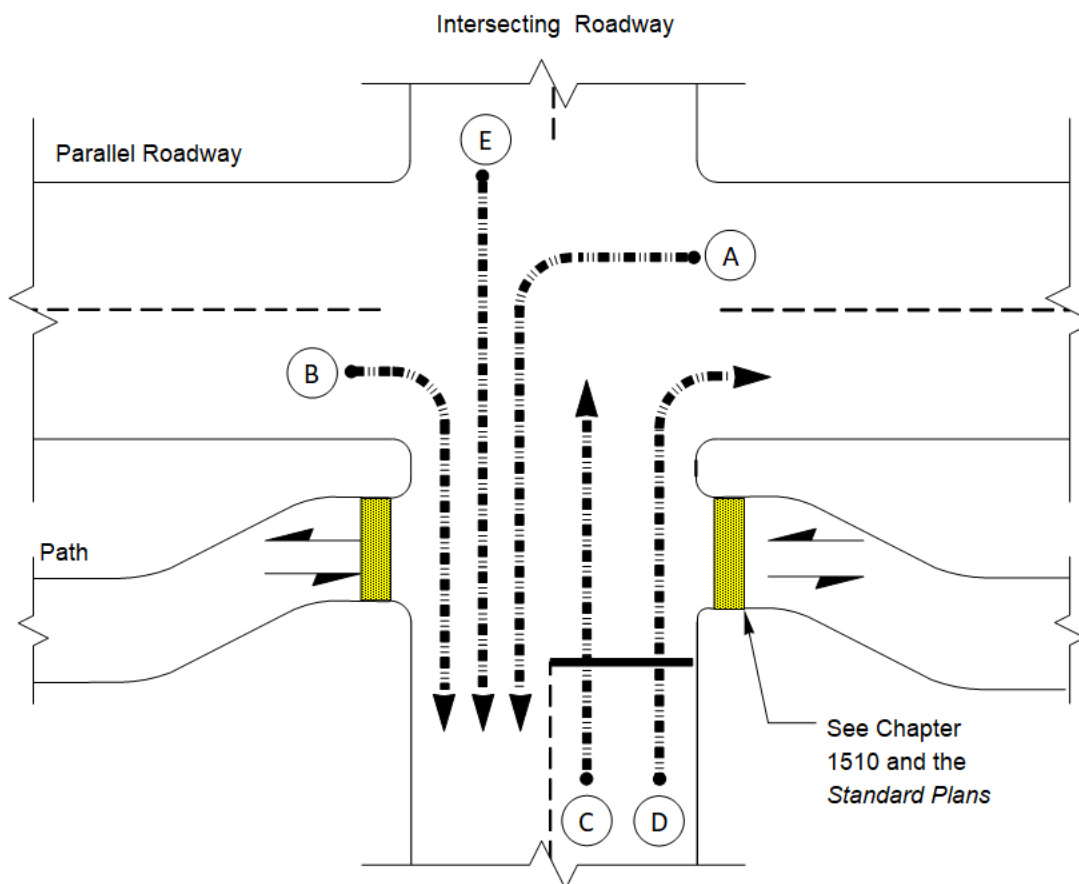 Intersecting Roadway
E
Parallel Roadway
A
B
Path
See Chapter
1510 and the
Standard Plans
C
D